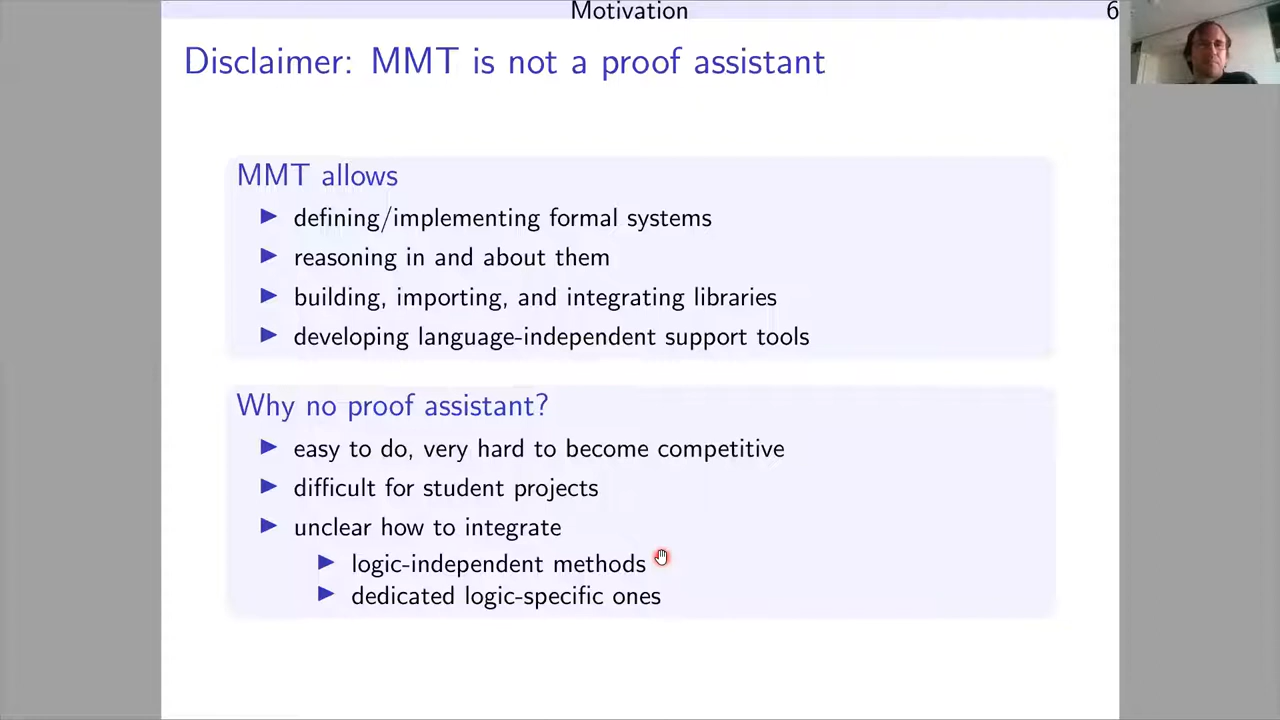 Motivation
6
Disclaimer: MMT is not a proof assistant
MMT allows
defining/implementing formal systems
reasoning in and about them
building, importing, and integrating libraries
developing language-independent support tools
Why no proof assistant?
easy to do, very hard to become competitive
difficult for student projects
unclear how to integrate
logic-independent methods
dedicated logic-specific ones